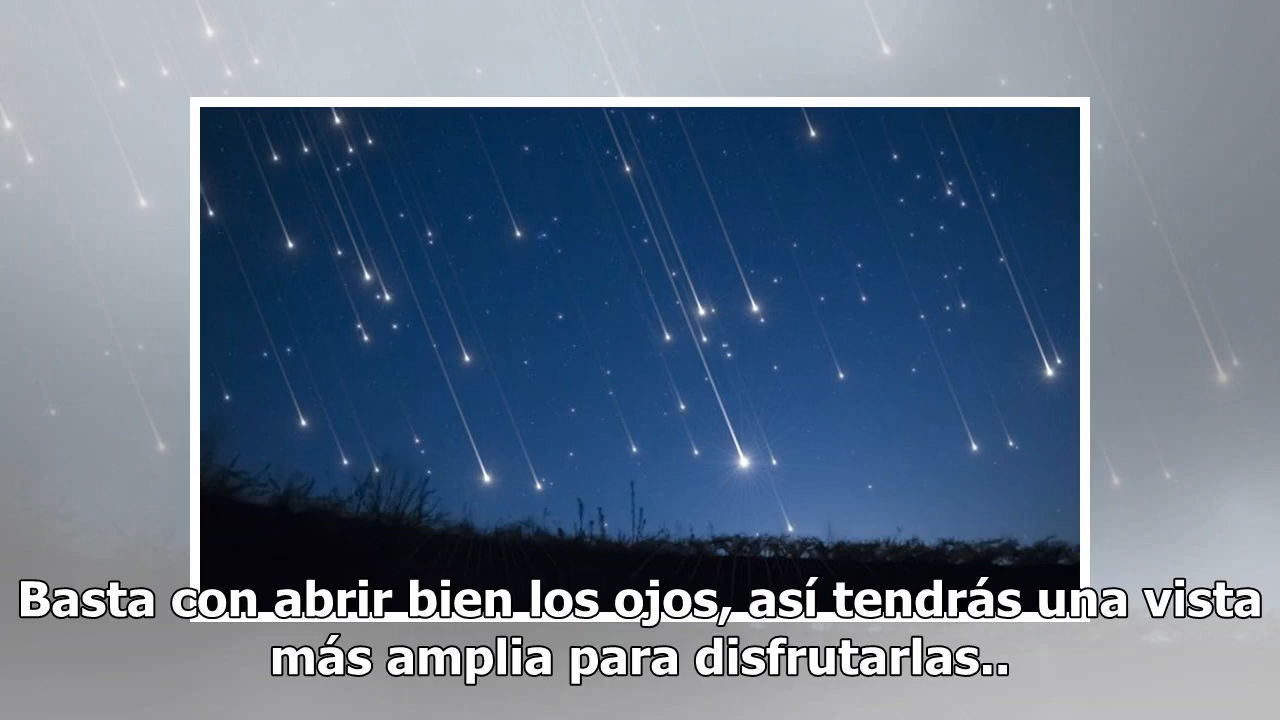 Basta con abrir bien los ojos, así tendrás una vista
más amplia para disfrutarlas..